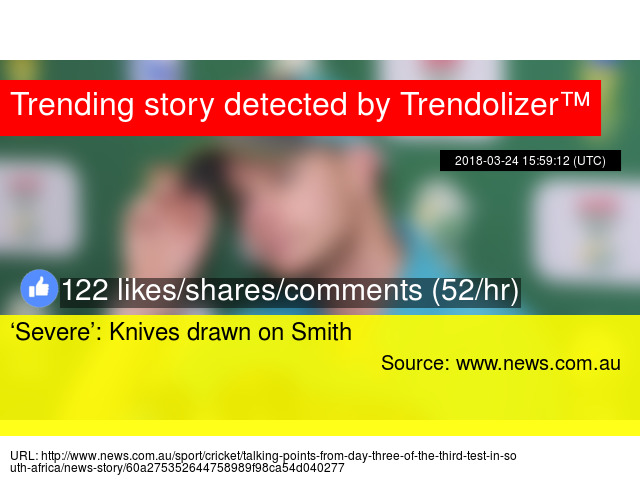 Trending story detected by Trendolizer™
2018-03-24 15:59:12 (UTC)
122 likes/shares/comments (52/hr)
‘Severe’: Knives drawn on Smith
Source: www.news.com.au
URL: http://www.news.com.au/sport/cricket/talking-points-from-day-three-of-the-third-test-in-so
uth-africa/news-story/60a275352644758989f98ca54d040277